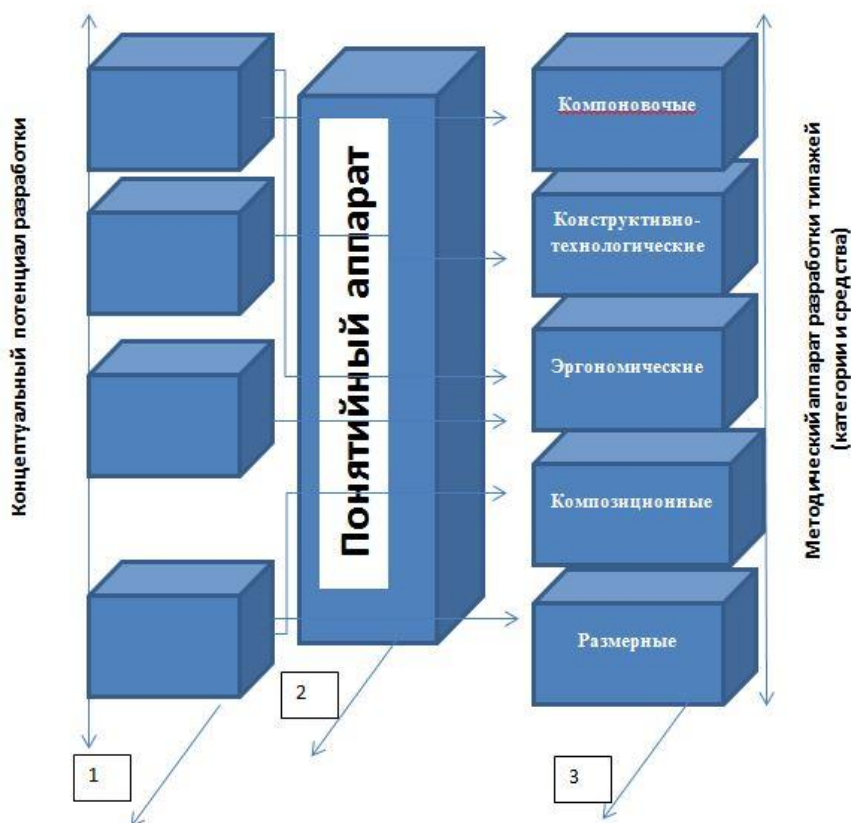 Концептуальный потенциал разработки
Понятийный аппарат
Компоновочые
Конструктивно-
технологические
Эргономические
Композиционные
Размерные
Методический аппарат разработки типажей
(категории и средства)
1
2
3